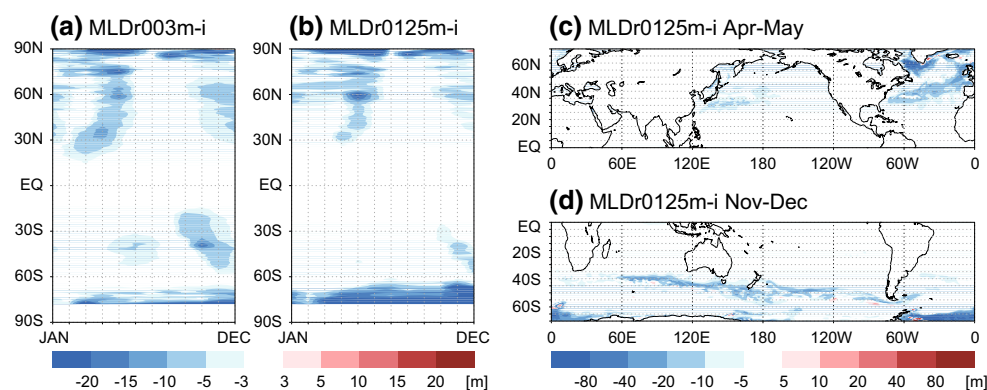 (a) MLDr003m-i
(b) MLDr0125m-i
(c) MLDr0125m-i Apr-May
90N 60N 30N EQ 30S 60S 90S
90N 60N 30N EQ 30S 60S 90S
60N 40N 20N EQ
0 60E 120E 180 120W 60W 0
(d) MLDr0125m-i Nov-Dec
EQ 20S 40S 60S
JAN DEC
JAN DEC
0 60E 120E 180 120W 60W 0
-20 -15 -10 -5 -3
3 5 10 15 20 [m]
-80 -40 -20 -10 -5
5 10 20 40 80 [m]